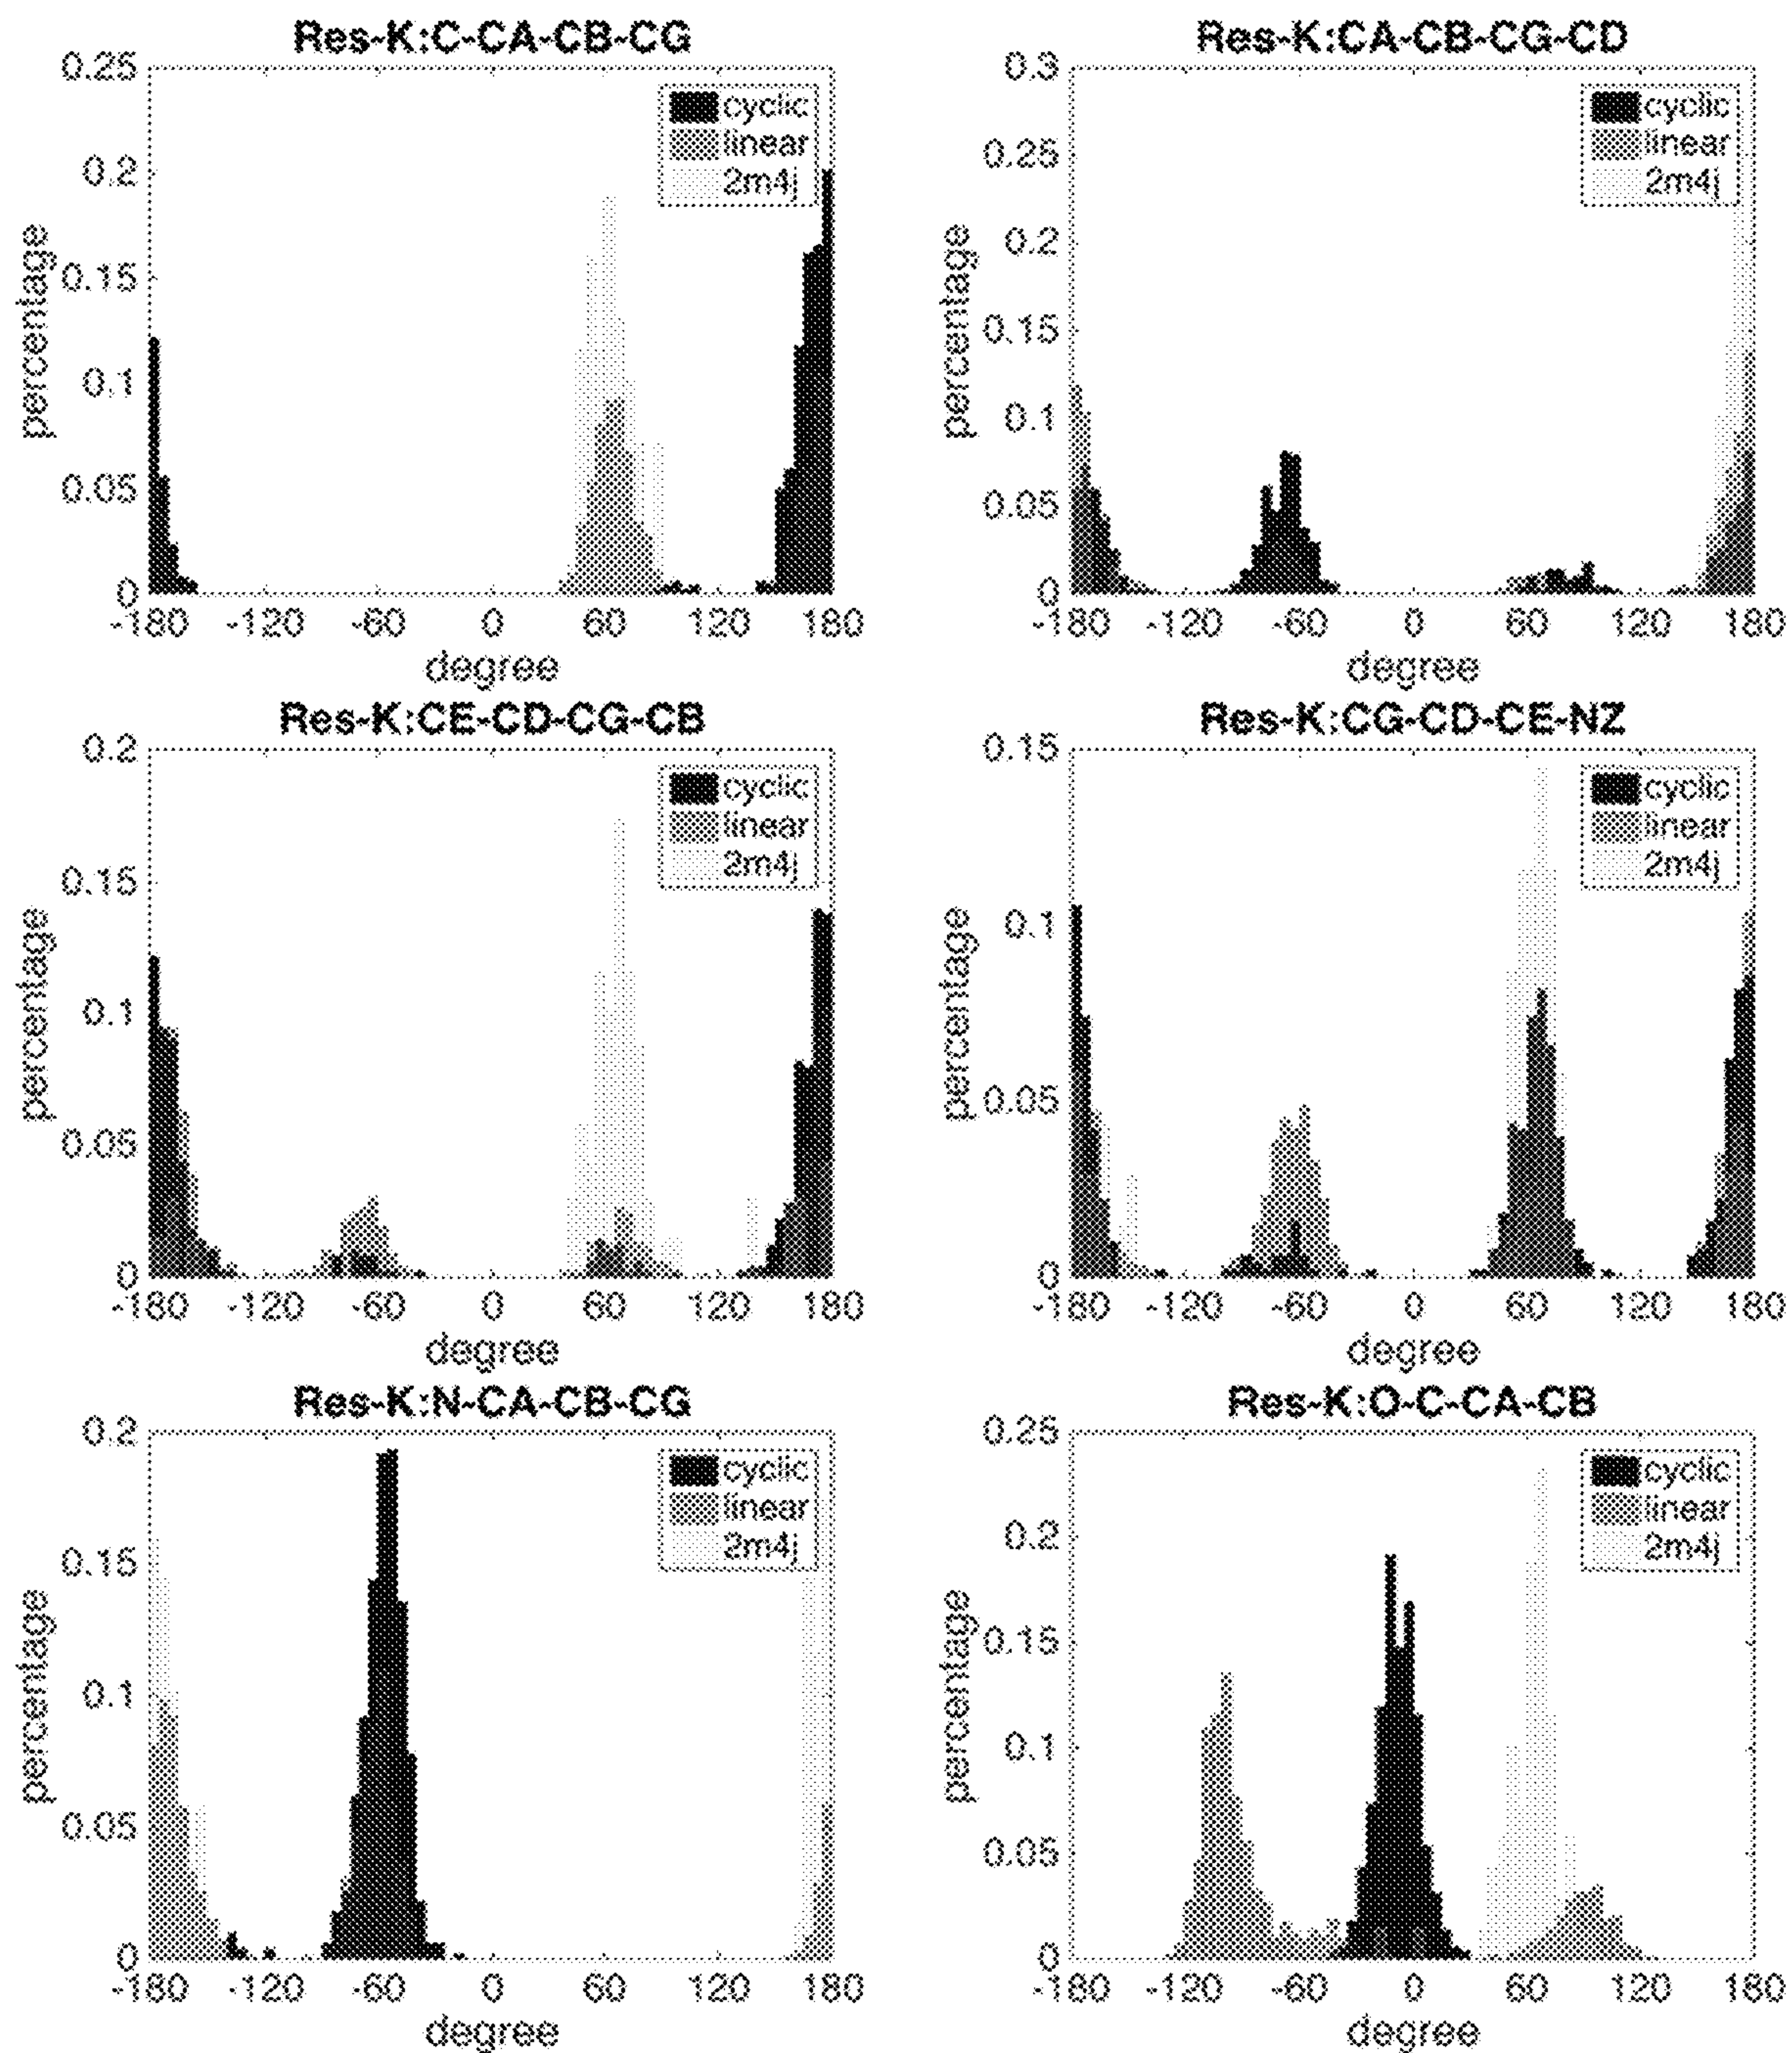 Res-K:C-CA-CB-CG
0.25
0.2
0.15
0.1
0.05
0
percentage
-180 -120 -60 0 60 120 180
degree
cyclic
linear
2m4j
Res-K:CA-CB-CG-CD
0.3
0.25
0.2
0.15
0.1
0.05
0
percentage
-180 -120 -60 0 60 120 180
degree
cyclic
linear
2m4j
Res-K:CE-CD-CG-CB
0.2
0.15
0.1
0.05
0
percentage
-180 -120 -60 0 60 120 180
degree
cyclic
linear
2m4j
Res-K:CG-CD-CE-NZ
0.15
0.1
0.05
0
percentage
-180 -120 -60 0 60 120 180
degree
cyclic
linear
2m4j
Res-K:N-CA-CB-CG
0.2
0.15
0.1
0.05
0
percentage
-180 -120 -60 0 60 120 180
degree
cyclic
linear
2m4j
Res-K:O-C-CA-CB
0.25
0.2
0.15
0.1
0.05
0
percentage
-180 -120 -60 0 60 120 180
degree
cyclic
linear
2m4j